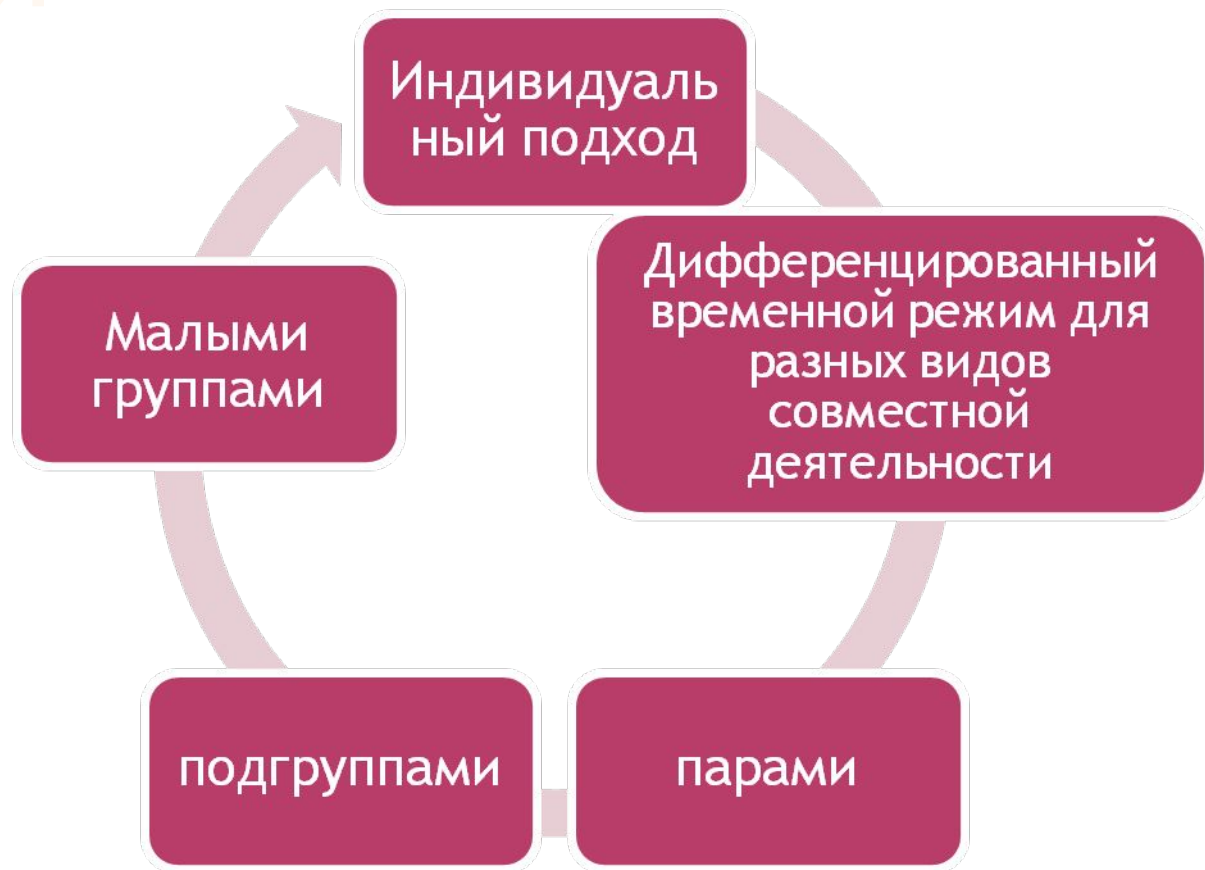 Индивидуаль
ный подход
Дифференцированный
временной режим для
разных видов
совместной
деятельности
парами
подгруппами
Малыми
группами